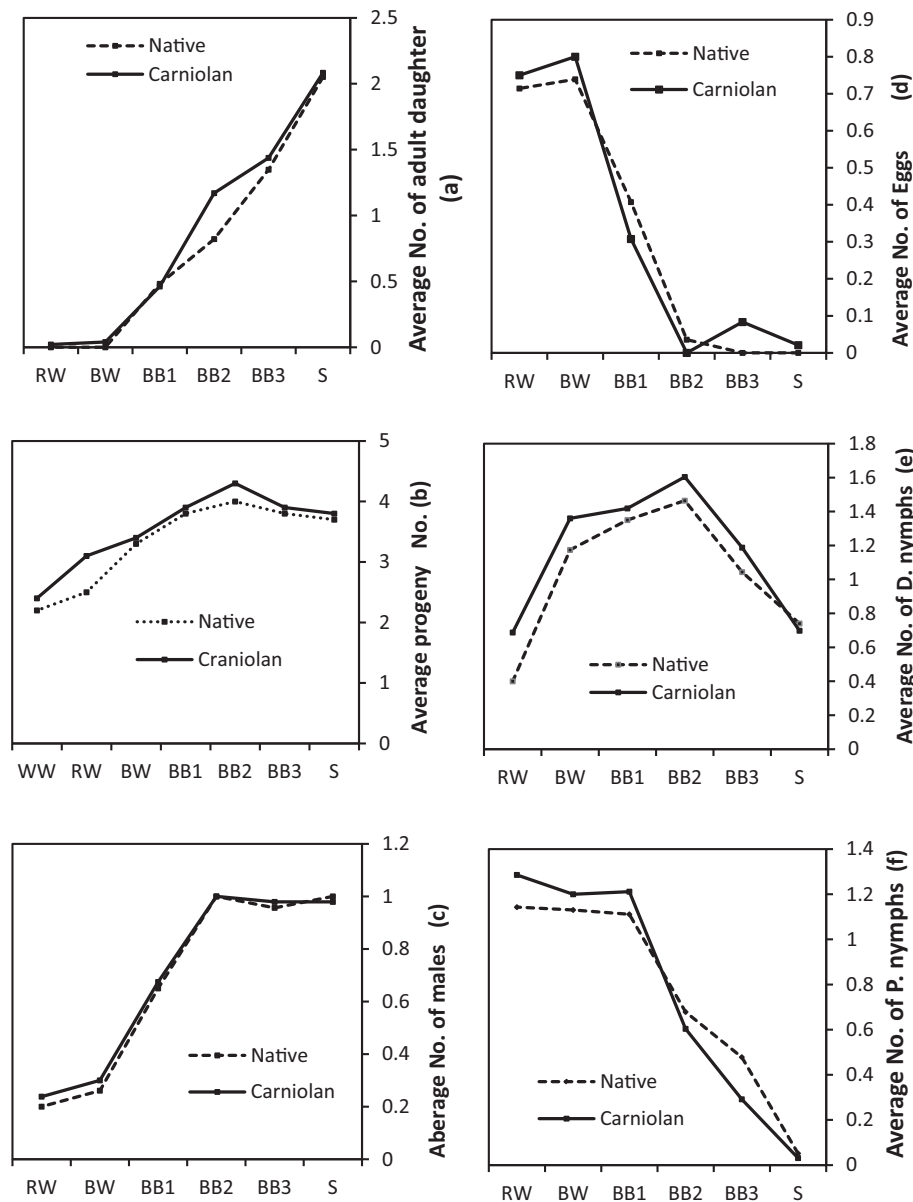 Native
Carniolan
2.5
2
1.5
1
0.5
0
Average No. of adult daughter
(a)
RW BW BB1 BB2 BB3 S
Native
Carniolan
0.9
0.8
0.7
0.6
0.5
0.4
0.3
0.2
0.1
0
Average No. of Eggs (d)
RW BW BB1 BB2 BB3 S
Native
Craniolan
5
4
3
2
1
0
Average progeny No. (b)
WW RW BW BB1 BB2 BB3 S
Native
Carniolan
1.8
1.6
1.4
1.2
1
0.8
0.6
0.4
0.2
0
Average No. of D. nymphs (e)
RW BW BB1 BB2 BB3 S
Native
Carniolan
1.2
1
0.8
0.6
0.4
0.2
0
Aberage No. of males (c)
RW BW BB1 BB2 BB3 S
Native
Carniolan
1.4
1.2
1
0.8
0.6
0.4
0.2
0
Average No. of P. nymphs (f)
RW BW BB1 BB2 BB3 S